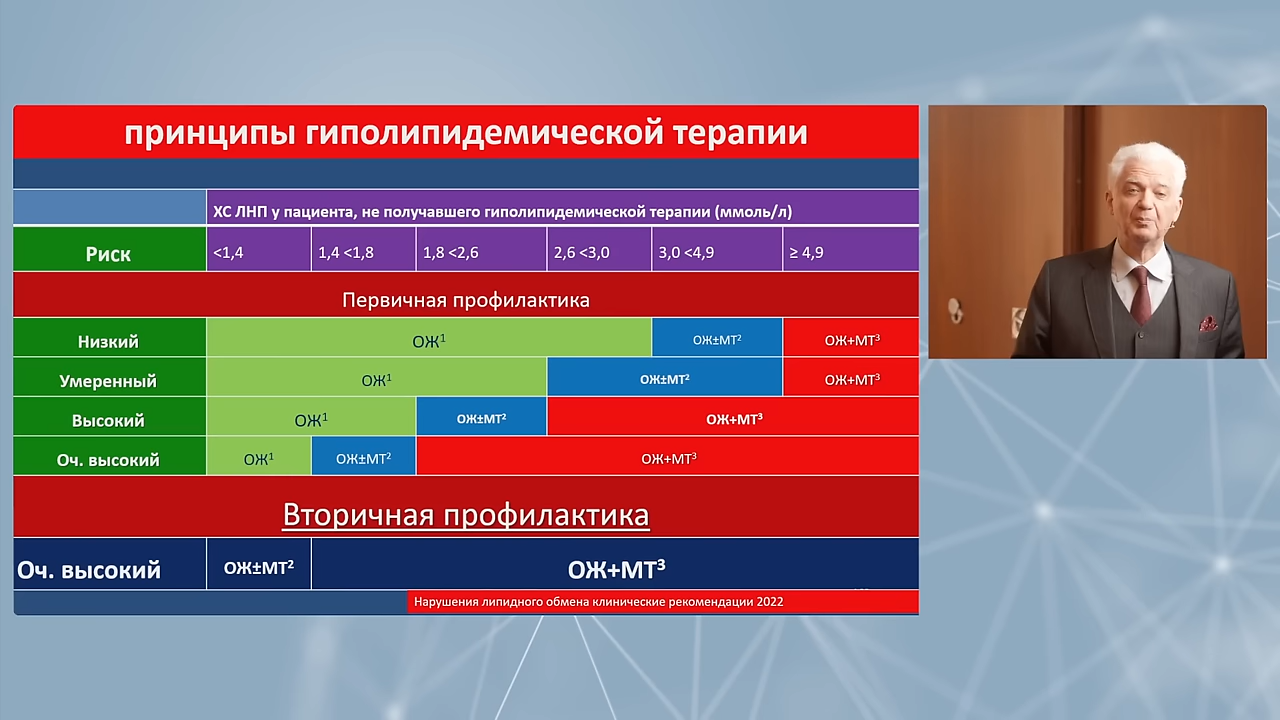 принципы гиполипидемической терапии
ХС ЛНП у пациента, не получавшего гиполипидемической терапии (ммоль/л)
Риск <1,4 1,4 <1,8 1,8 <2,6 2,6 <3,0 3,0 <4,9 ≥ 4,9
Первичная профилактика
Низкий ОЖ¹ ОЖ±МТ² ОЖ+МТ³
Умеренный ОЖ¹ ОЖ±МТ² ОЖ+МТ³
Высокий ОЖ¹ ОЖ±МТ² ОЖ+МТ³
Оч. высокий ОЖ¹ ОЖ±МТ² ОЖ+МТ³
Вторичная профилактика
Оч. высокий ОЖ±МТ² ОЖ+МТ³
Нарушения липидного обмена клинические рекомендации 2022